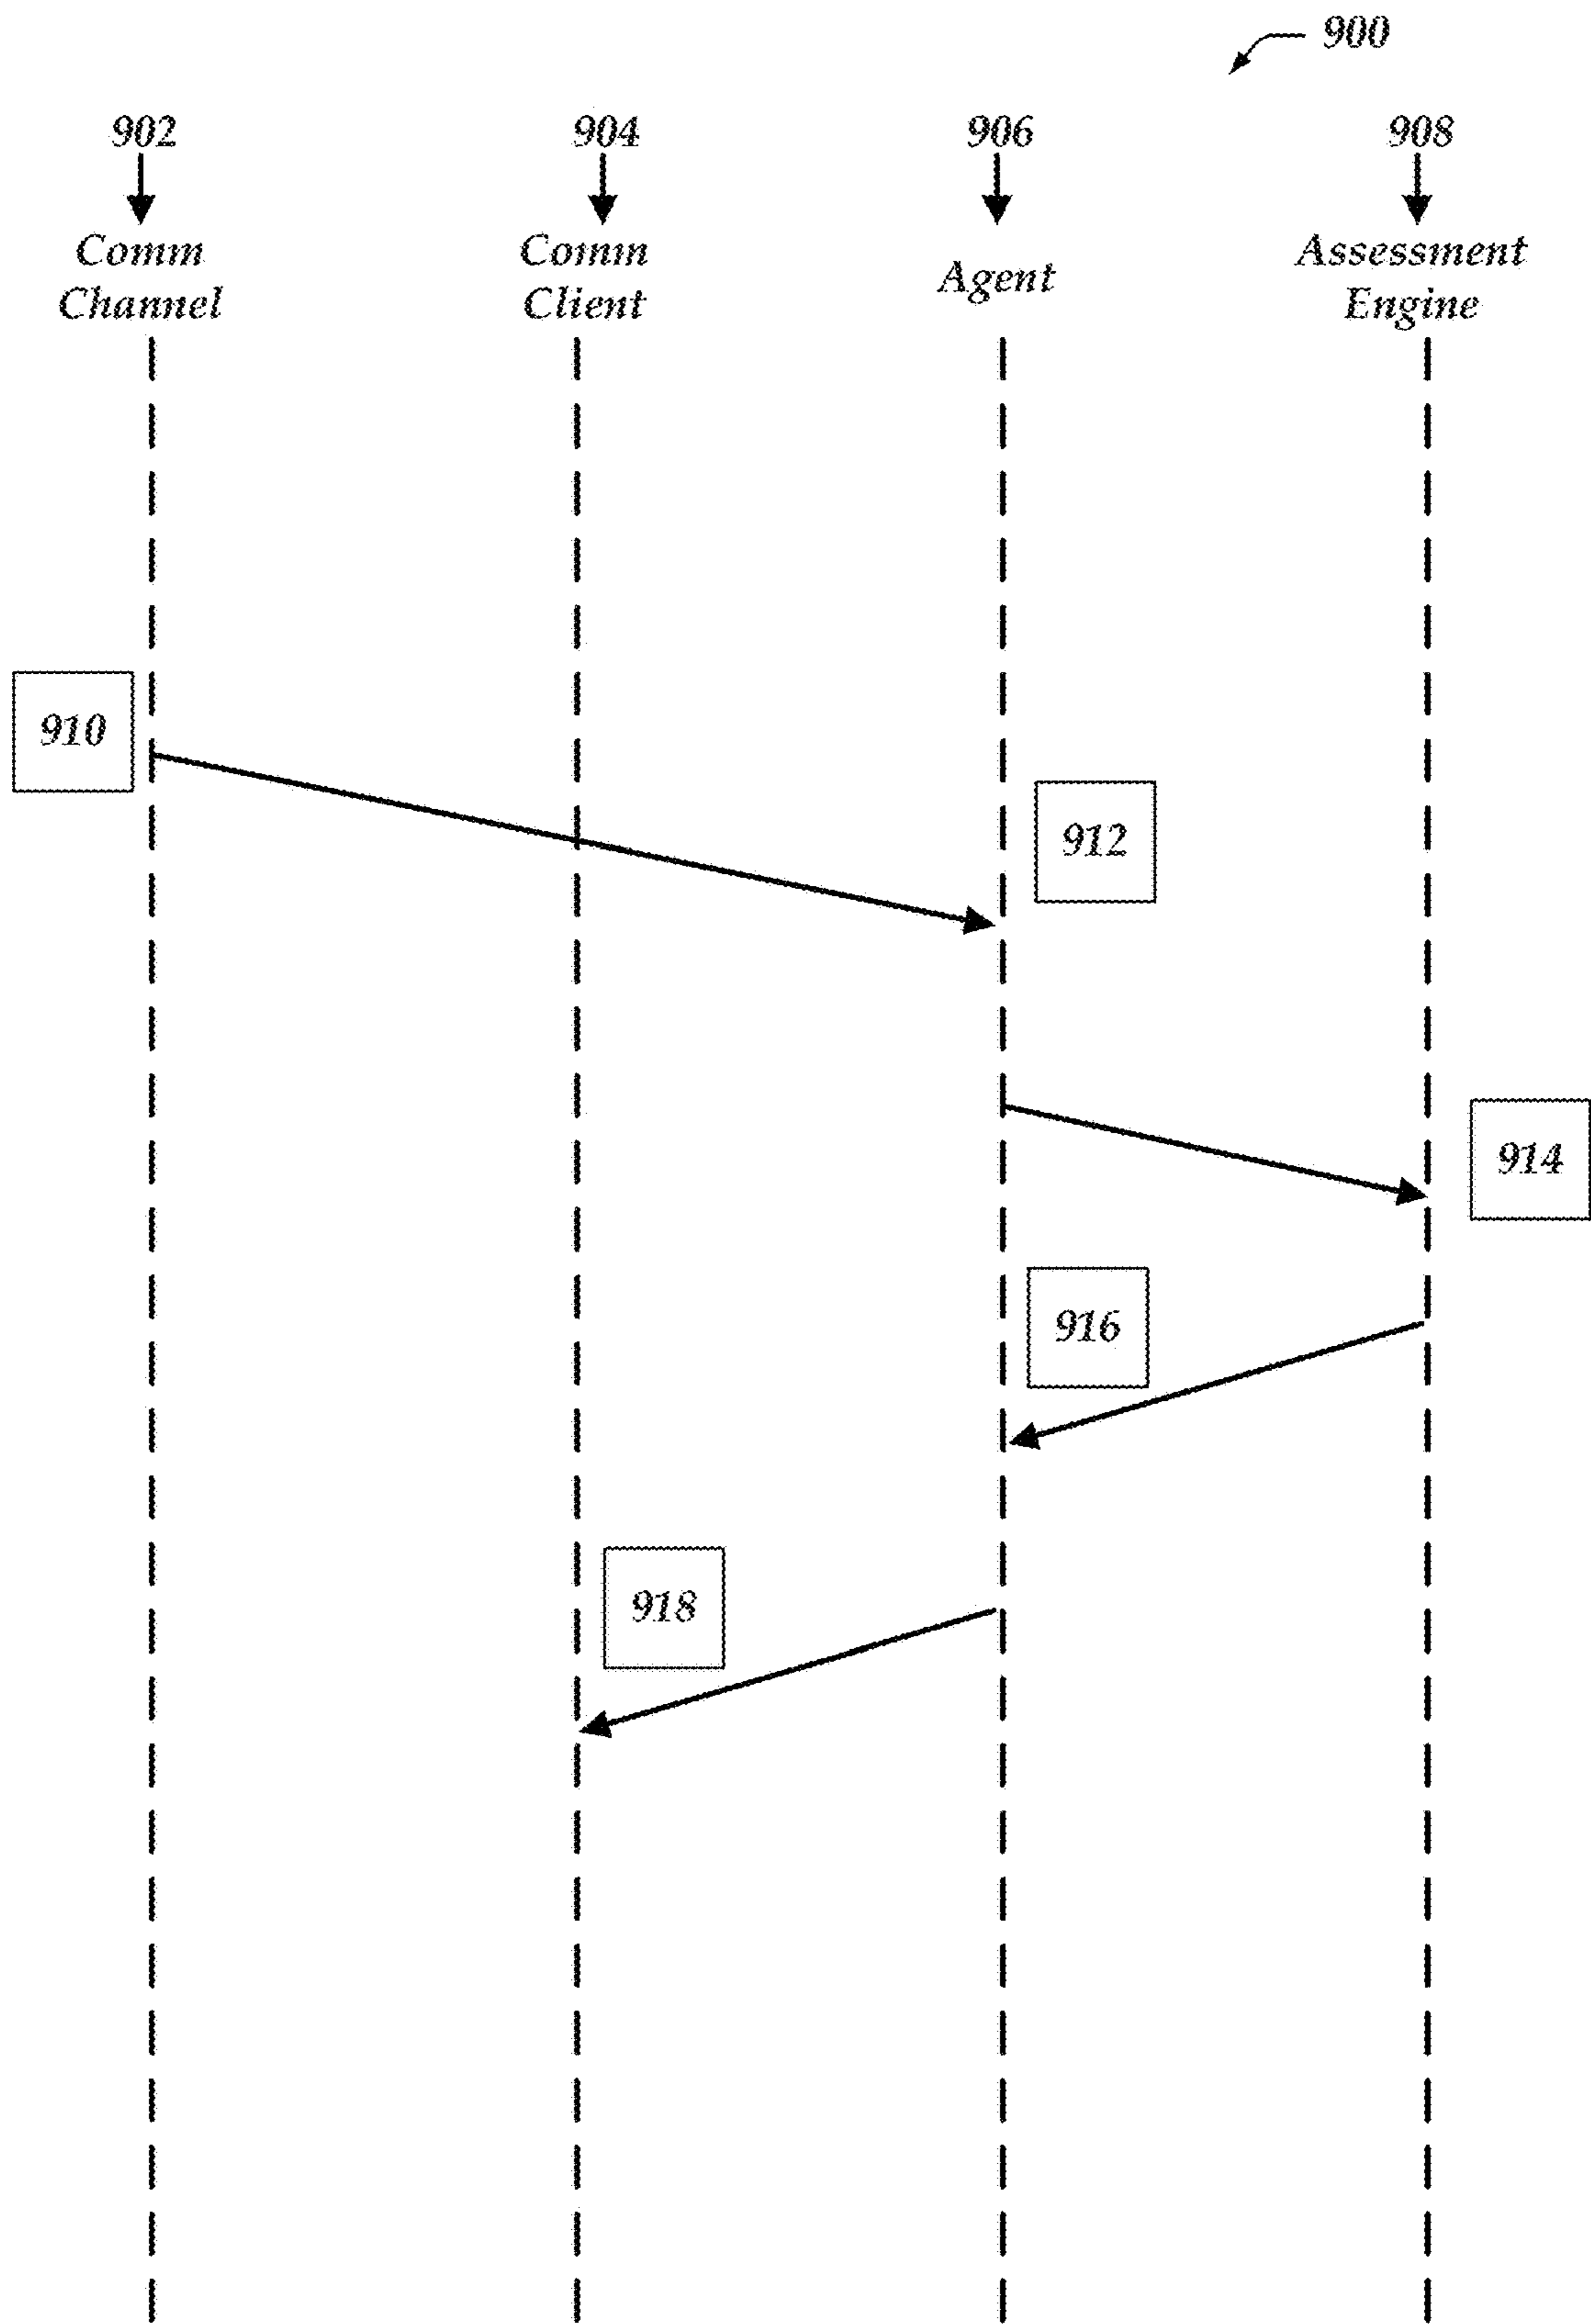 900
902
904
906
908
Comm
Channel
Comm
Client
Agent
Assessment
Engine
910
912
914
916
918